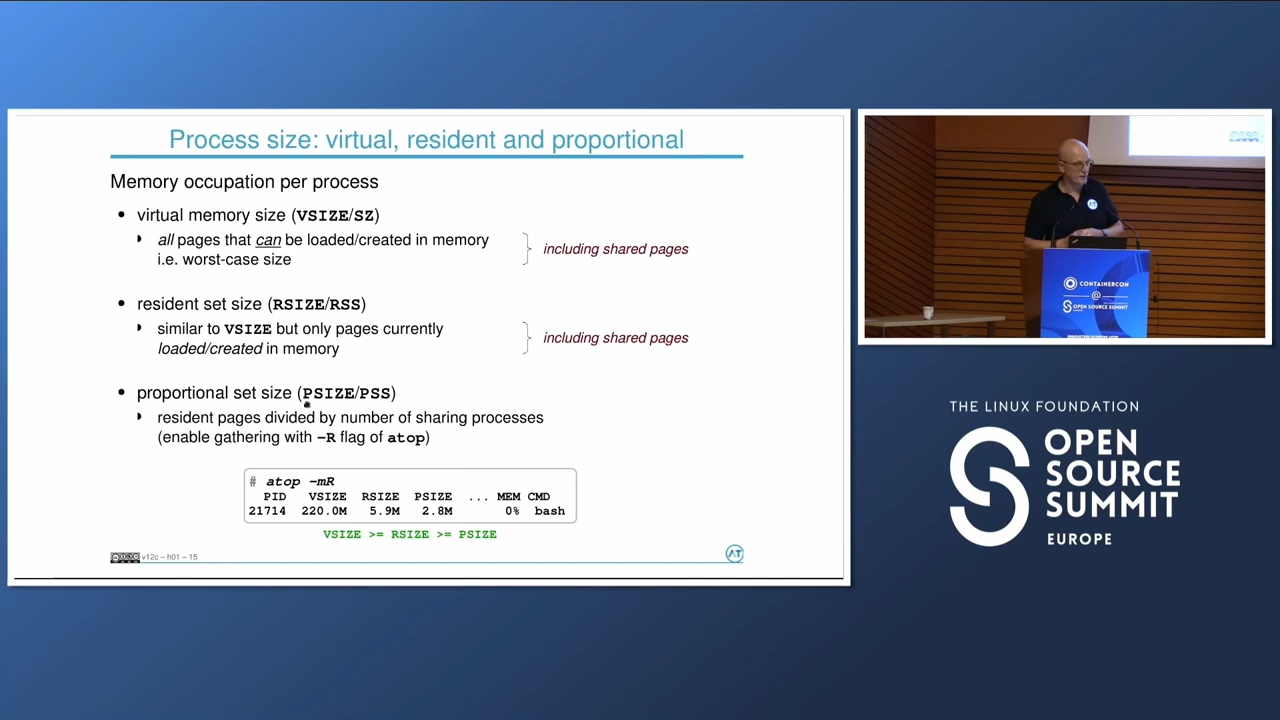 Process size: virtual, resident and proportional
Memory occupation per process
• virtual memory size (VSIZE/SZ)
all pages that can be loaded/created in memory
i.e. worst-case size
including shared pages
• resident set size (RSIZE/RSS)
similar to VSIZE but only pages currently
loaded/created in memory
including shared pages
• proportional set size (PSIZE/PSS)
resident pages divided by number of sharing processes
(enable gathering with –R flag of atop)
# atop –mR
PID VSIZE RSIZE PSIZE ... MEM CMD
21714 220.0M 5.9M 2.8M 0% bash
VSIZE >= RSIZE >= PSIZE
v12c – h01 – 15
AT
AT
CONTAINERCON
@
OPEN SOURCE SUMMIT
THE LINUX FOUNDATION
OPEN
SOURCE
SUMMIT
EUROPE